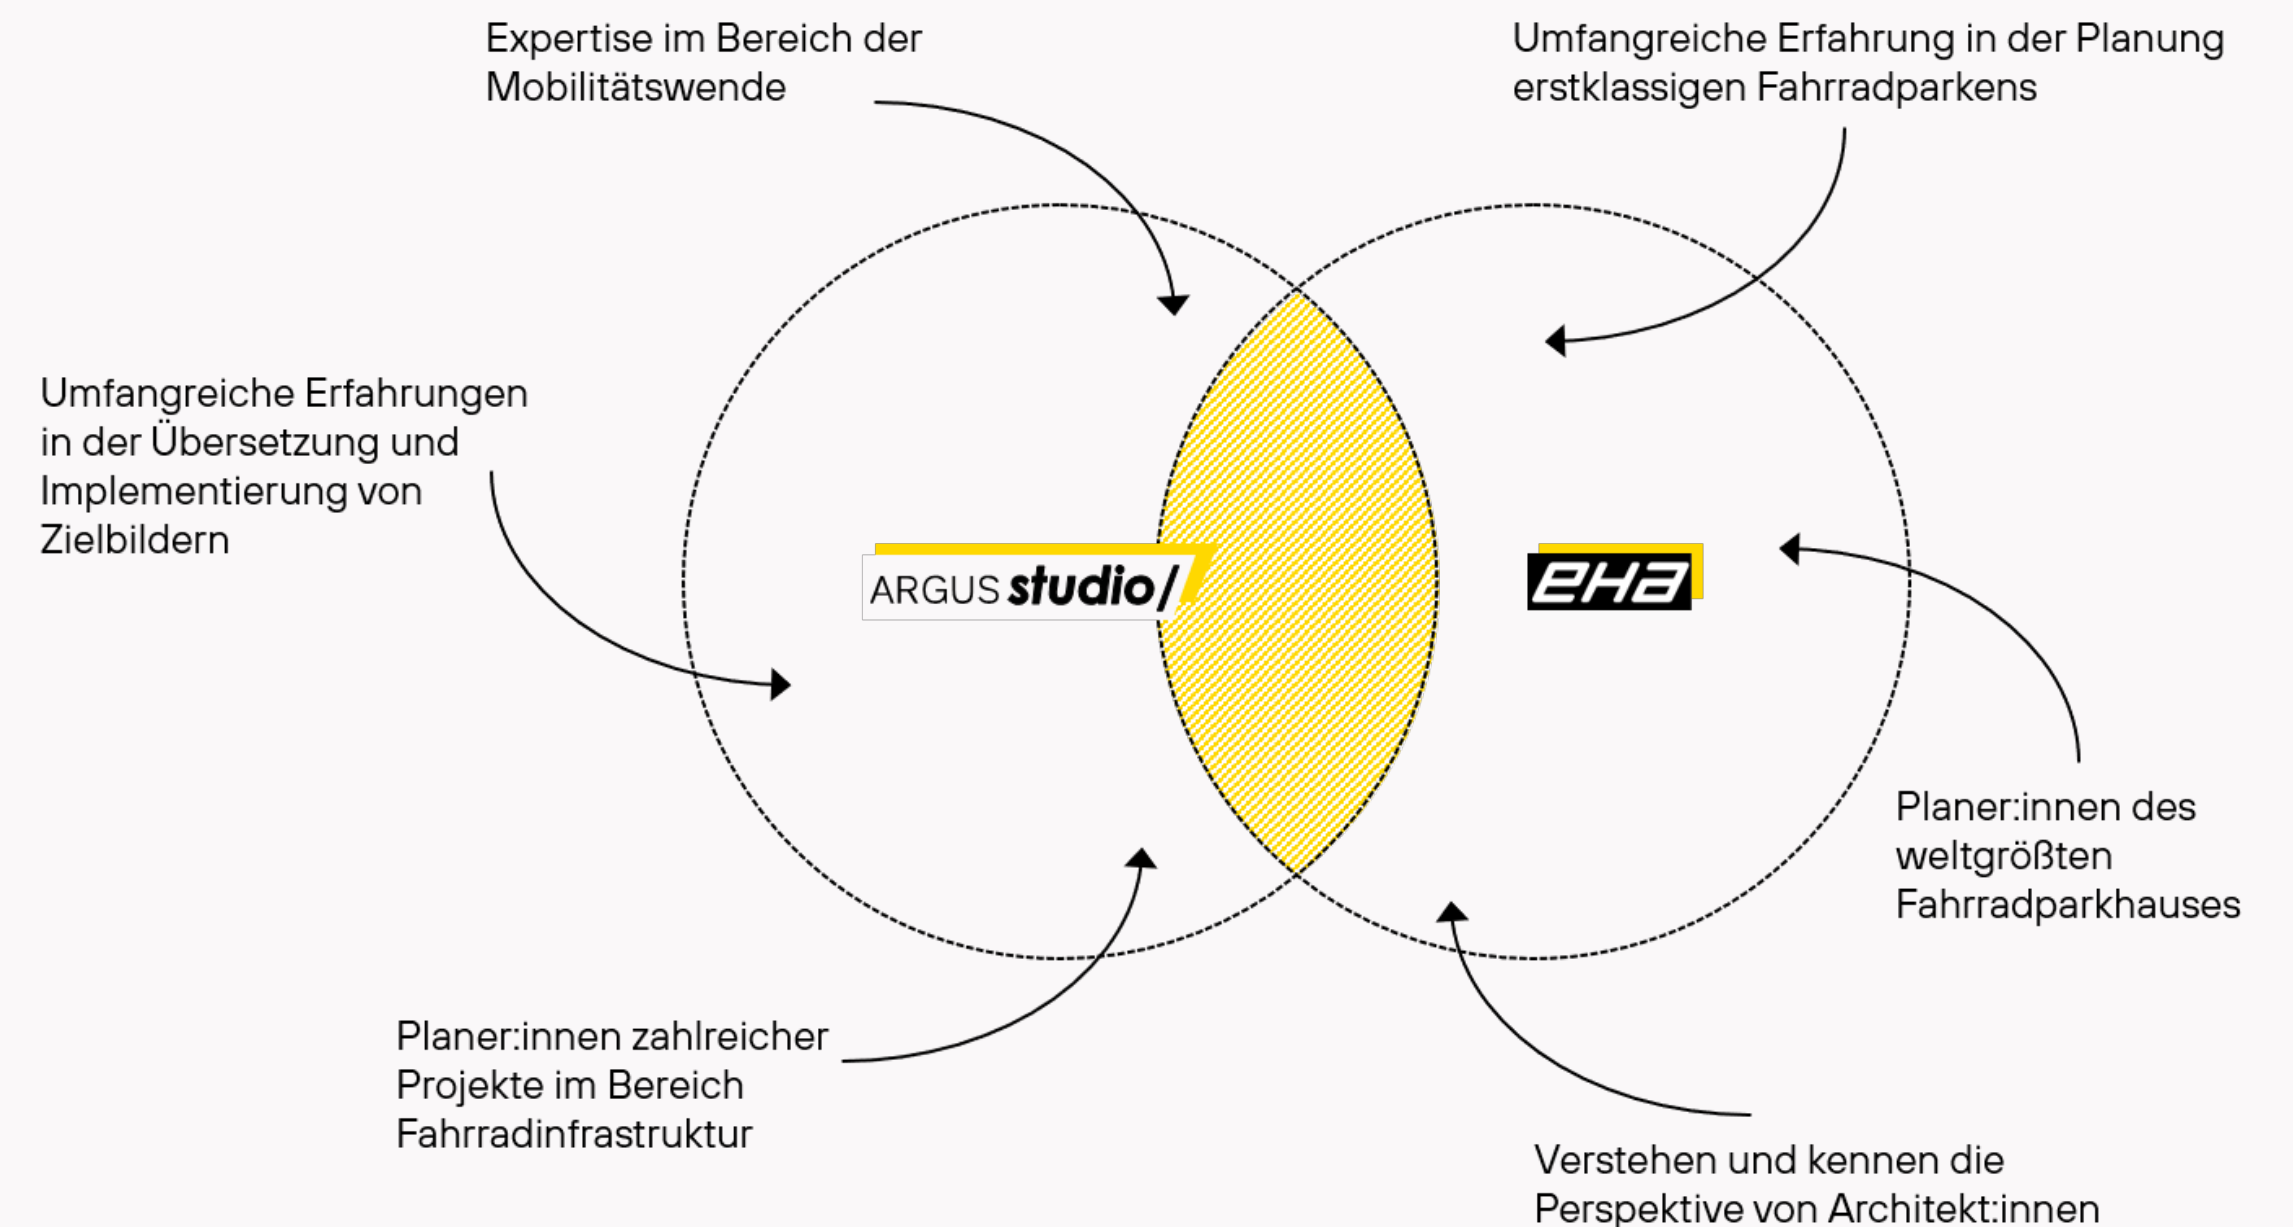 Expertise im Bereich der
Mobilitätswende
Umfangreiche Erfahrung in der Planung
erstklassigen Fahrradparkens
Umfangreiche Erfahrungen
in der Übersetzung und
Implementierung von
Zielbildern
ARGUS studio/
eHa
Planer:innen des
weltgrößten
Fahrradparkhauses
Planer:innen zahlreicher
Projekte im Bereich
Fahrradinfrastruktur
Verstehen und kennen die
Perspektive von Architekt:innen